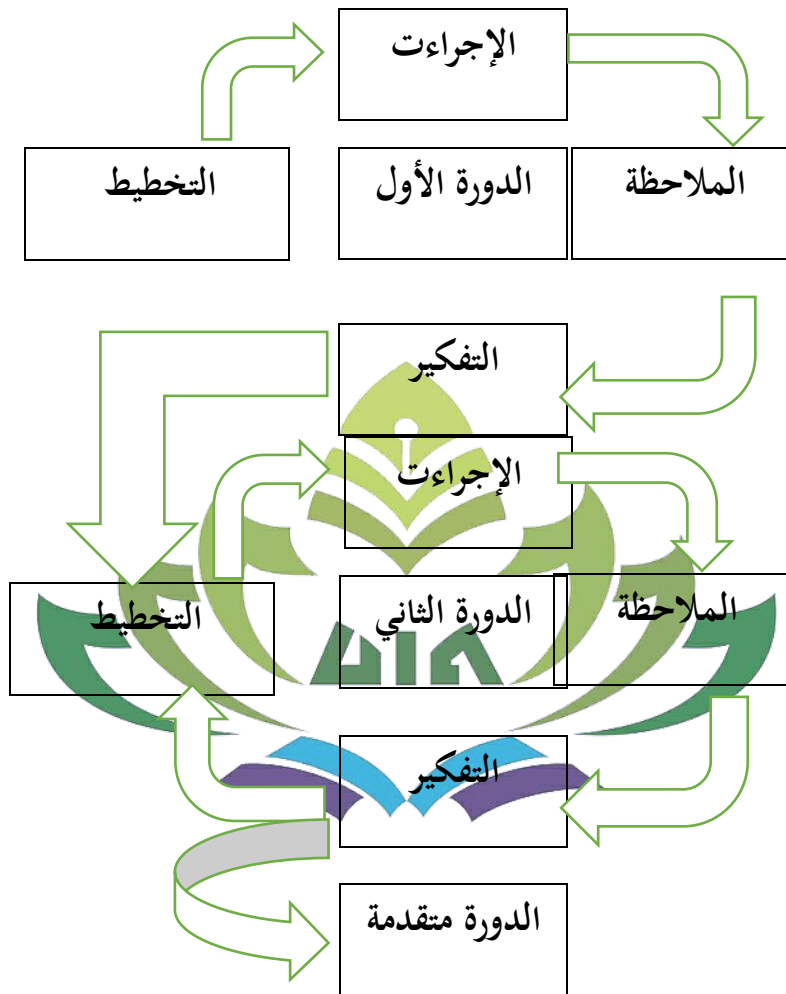 الإجراءت
التخطيط
الدورة الأول
الملاحظة
التفكير
الإجراءت
التخطيط
الدورة الثاني
الملاحظة
التفكير
الدورة متقدمة